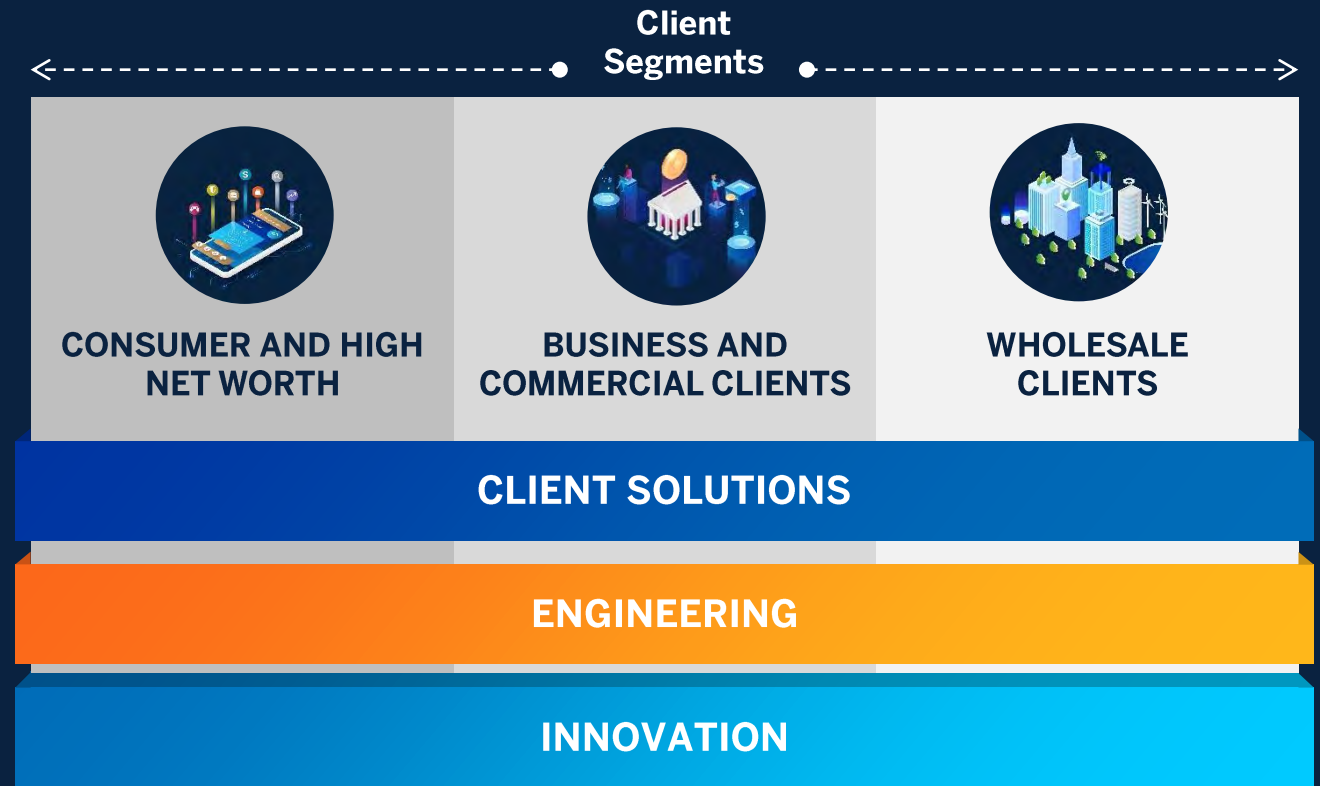 Client
Segments
CONSUMER AND HIGH
NET WORTH
BUSINESS AND
COMMERCIAL CLIENTS
WHOLESALE
CLIENTS
CLIENT SOLUTIONS
ENGINEERING
INNOVATION